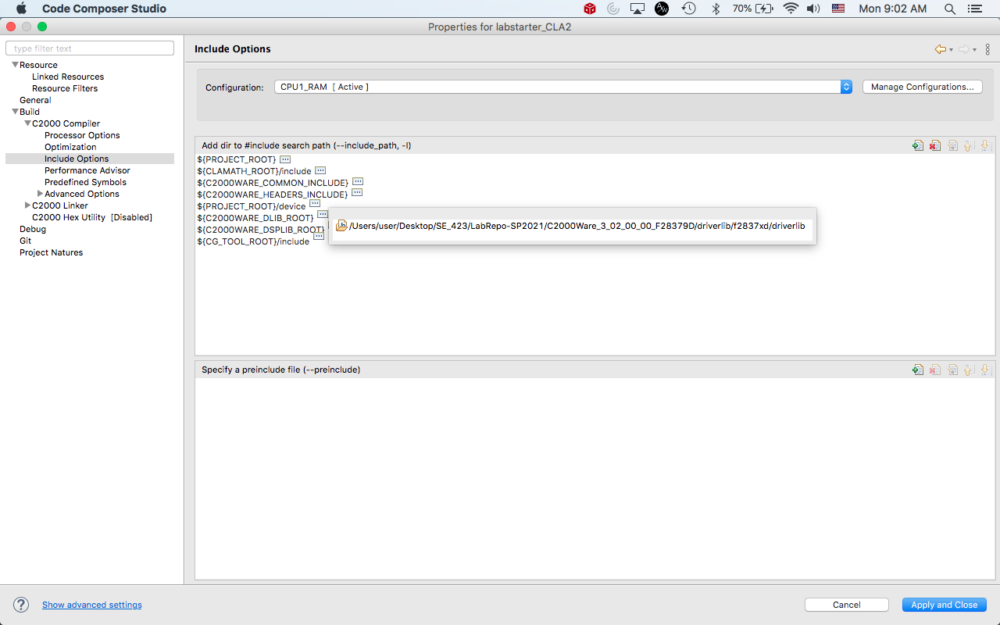 Code Composer Studio
70%
Mon 9:02 AM
Properties for labstarter_CLA2
type filter text
Resource
Linked Resources
Resource Filters
General
Build
C2000 Compiler
Processor Options
Optimization
Include Options
Performance Advisor
Predefined Symbols
Advanced Options
C2000 Linker
C2000 Hex Utility [Disabled]
Debug
Git
Project Natures
Include Options
Configuration:
CPU1_RAM [ Active ]
Manage Configurations...
Add dir to #include search path (--include_path, -I)
${PROJECT_ROOT}
${CLAMATH_ROOT}/include
${C2000WARE_COMMON_INCLUDE}
${C2000WARE_HEADERS_INCLUDE}
${PROJECT_ROOT}/device
${C2000WARE_DLIB_ROOT}
/Users/user/Desktop/SE_423/LabRepo-SP2021/C2000Ware_3_02_00_00_F28379D/driverlib/f2837xd/driverlib
${C2000WARE_DSPLIB_ROOT}
${CG_TOOL_ROOT}/include
Specify a preinclude file (--preinclude)
?
Show advanced settings
Cancel
Apply and Close